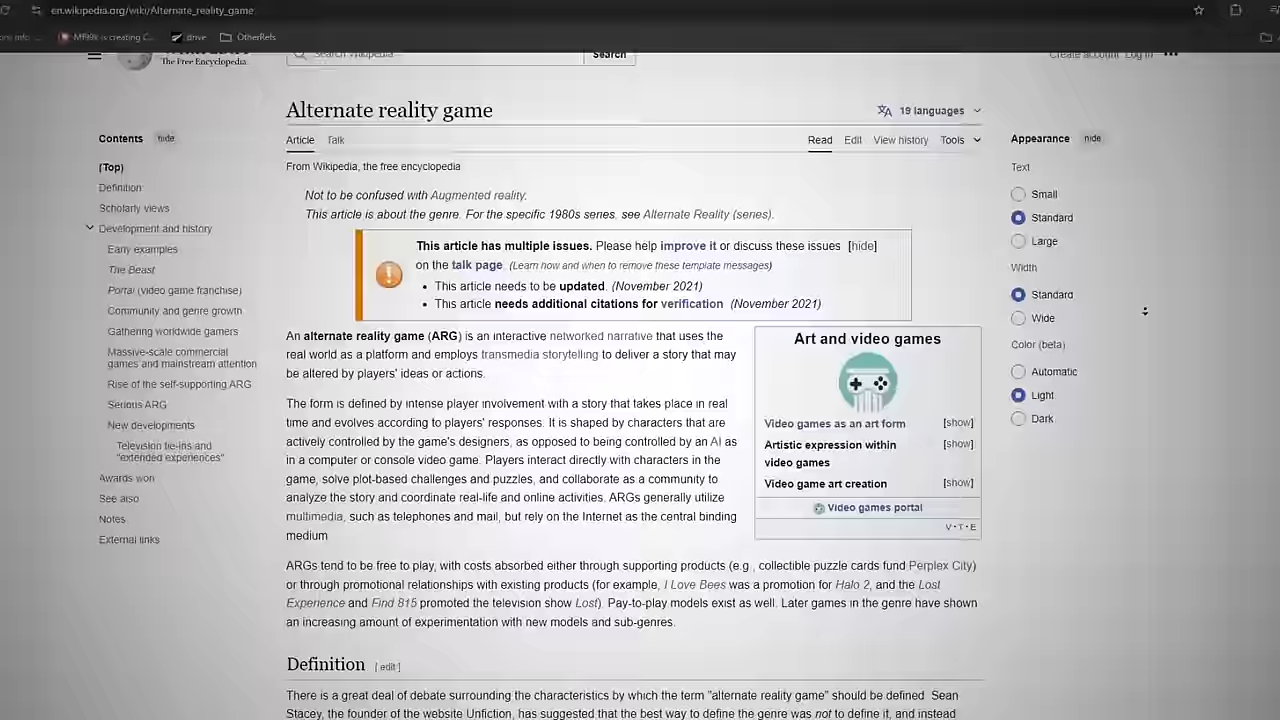 en.wikipedia.org/wiki/Alternate_reality_game
Mf99k is creating C...
drive
OtherRefs
The Free Encyclopedia
Search Wikipedia
Search
Create account Log in
Alternate reality game
19 languages
Contents hide
Article Talk
Read Edit View history Tools
Appearance hide
From Wikipedia, the free encyclopedia
(Top)
Definition
Scholarly views
Development and history
Early examples
The Beast
Portal (video game franchise)
Community and genre growth
Gathering worldwide gamers
Massive-scale commercial
games and mainstream attention
Rise of the self-supporting ARG
Serious ARG
New developments
Television tie-ins and
"extended experiences"
Awards won
See also
Notes
External links
Not to be confused with Augmented reality.
This article is about the genre. For the specific 1980s series, see Alternate Reality (series).
This article has multiple issues. Please help improve it or discuss these issues [hide]
on the talk page. (Learn how and when to remove these template messages)
• This article needs to be updated. (November 2021)
• This article needs additional citations for verification. (November 2021)
An alternate reality game (ARG) is an interactive networked narrative that uses the
real world as a platform and employs transmedia storytelling to deliver a story that may
be altered by players' ideas or actions.
The form is defined by intense player involvement with a story that takes place in real
time and evolves according to players' responses. It is shaped by characters that are
actively controlled by the game's designers, as opposed to being controlled by an AI as
in a computer or console video game. Players interact directly with characters in the
game, solve plot-based challenges and puzzles, and collaborate as a community to
analyze the story and coordinate real-life and online activities. ARGs generally utilize
multimedia, such as telephones and mail, but rely on the Internet as the central binding
medium
ARGs tend to be free to play, with costs absorbed either through supporting products (e.g., collectible puzzle cards fund Perplex City)
or through promotional relationships with existing products (for example, I Love Bees was a promotion for Halo 2, and the Lost
Experience and Find 815 promoted the television show Lost). Pay-to-play models exist as well. Later games in the genre have shown
an increasing amount of experimentation with new models and sub-genres.
Art and video games
Video games as an art form [show]
Artistic expression within [show]
video games
Video game art creation [show]
Video games portal
V·T·E
Definition [edit]
There is a great deal of debate surrounding the characteristics by which the term "alternate reality game" should be defined Sean
Stacey, the founder of the website Unfiction, has suggested that the best way to define the genre was not to define it, and instead
Text
Small
Standard
Large
Width
Standard
Wide
Color (beta)
Automatic
Light
Dark